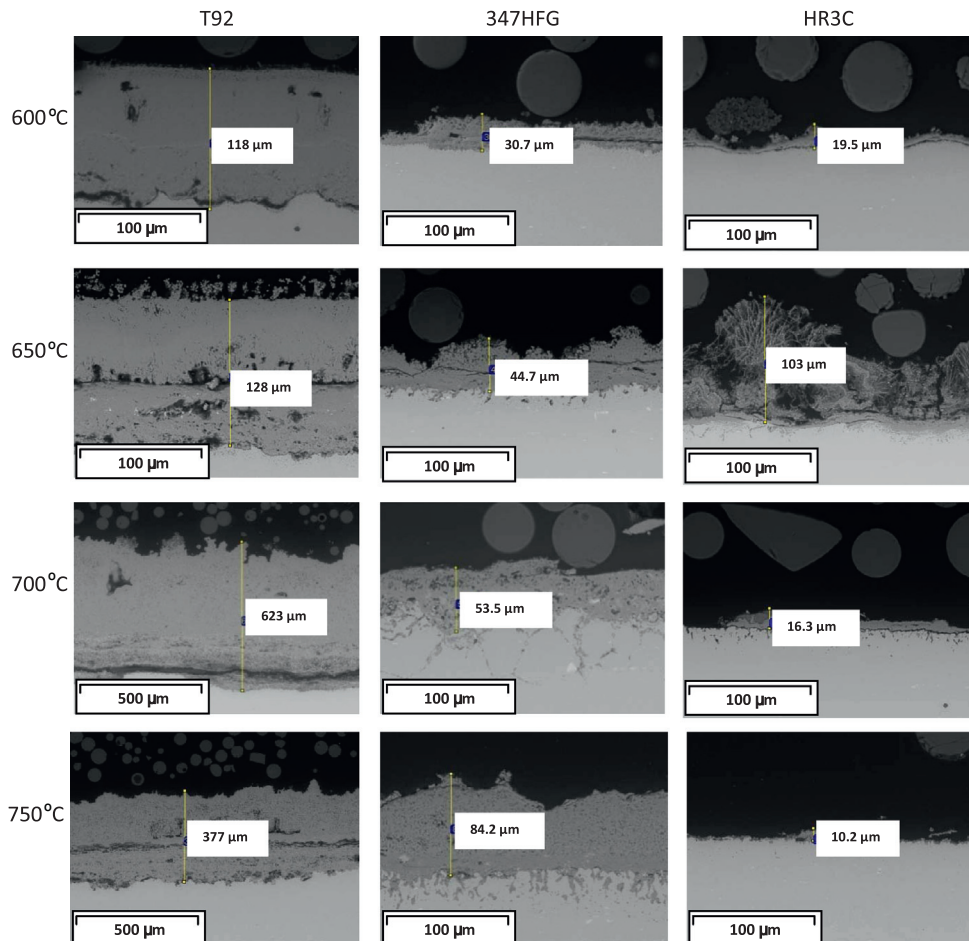 T92 347HFG HR3C
600°C
118 µm 30.7 µm 19.5 µm
100 µm 100 µm 100 µm
650°C
128 µm 44.7 µm 103 µm
100 µm 100 µm 100 µm
700°C
623 µm 53.5 µm 16.3 µm
500 µm 100 µm 100 µm
750°C
377 µm 84.2 µm 10.2 µm
500 µm 100 µm 100 µm